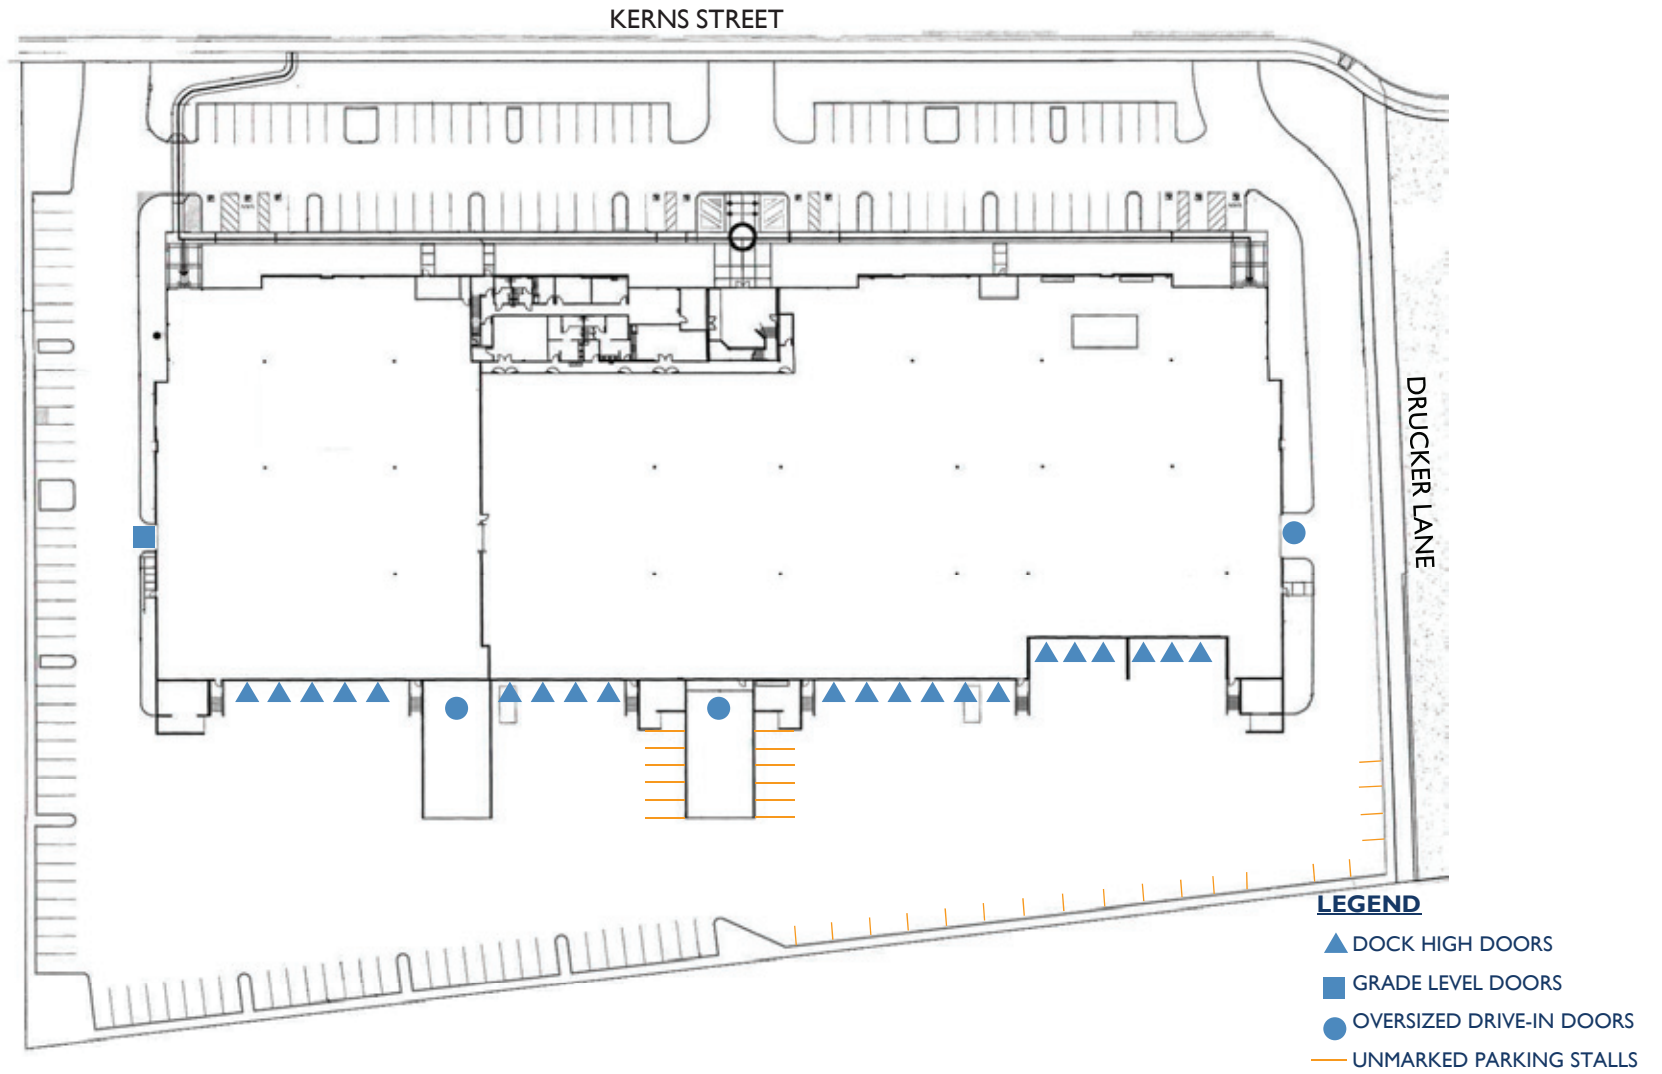 KERNS STREET
DRUCKER LANE
LEGEND
DOCK HIGH DOORS
GRADE LEVEL DOORS
OVERSIZED DRIVE-IN DOORS
UNMARKED PARKING STALLS